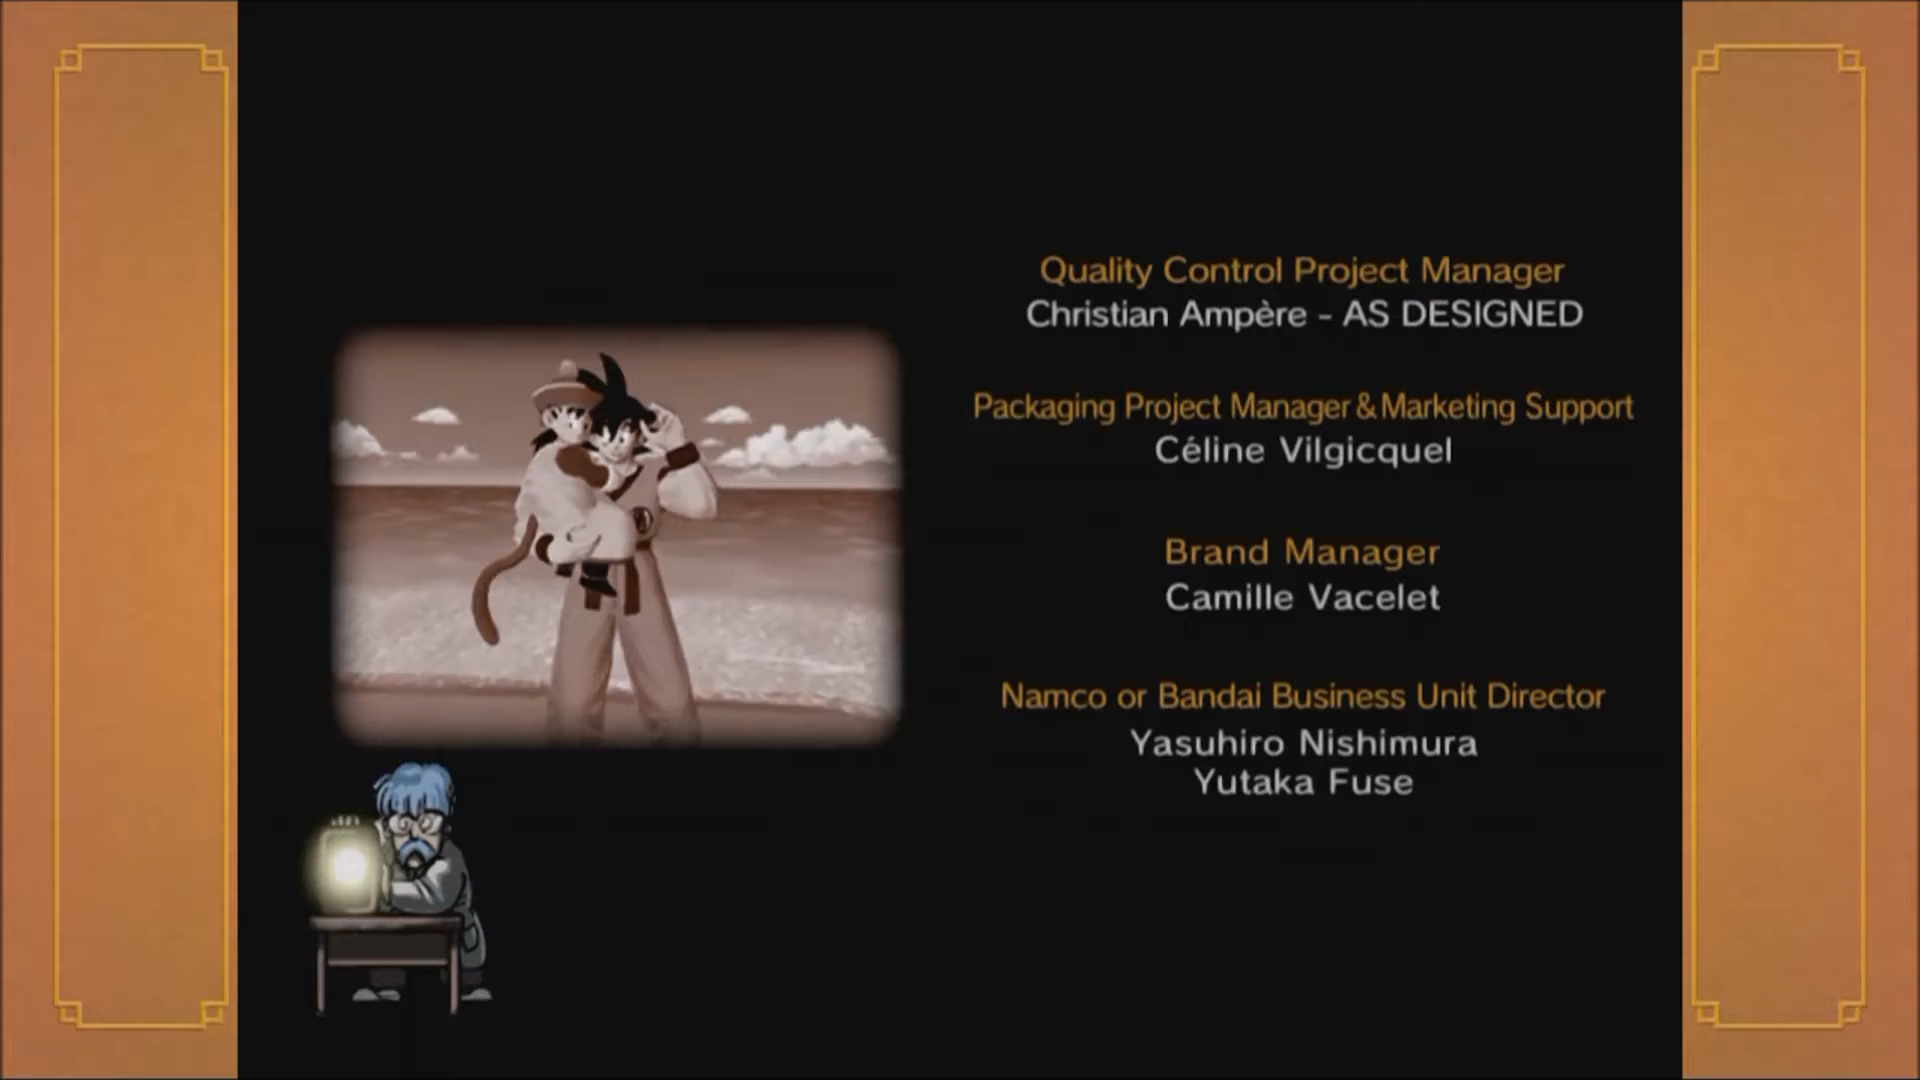 Quality Control Project Manager
Christian Ampère - AS DESIGNED
Packaging Project Manager & Marketing Support
Céline Vilgicquel
Brand Manager
Camille Vacelet
Namco or Bandai Business Unit Director
Yasuhiro Nishimura
Yutaka Fuse